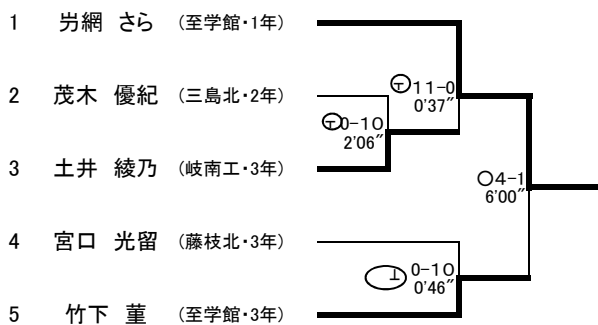 1 岃網 さら (至学館・1年)
Ⓣ11-0
0'37"
2 茂木 優紀 (三島北・2年)
Ⓣ0-10
2'06"
3 土井 綾乃 (岐南工・3年)
○4-1
6'00"
4 宮口 光留 (藤枝北・3年)
⊥ 0-10
0'46"
5 竹下 菫 (至学館・3年)